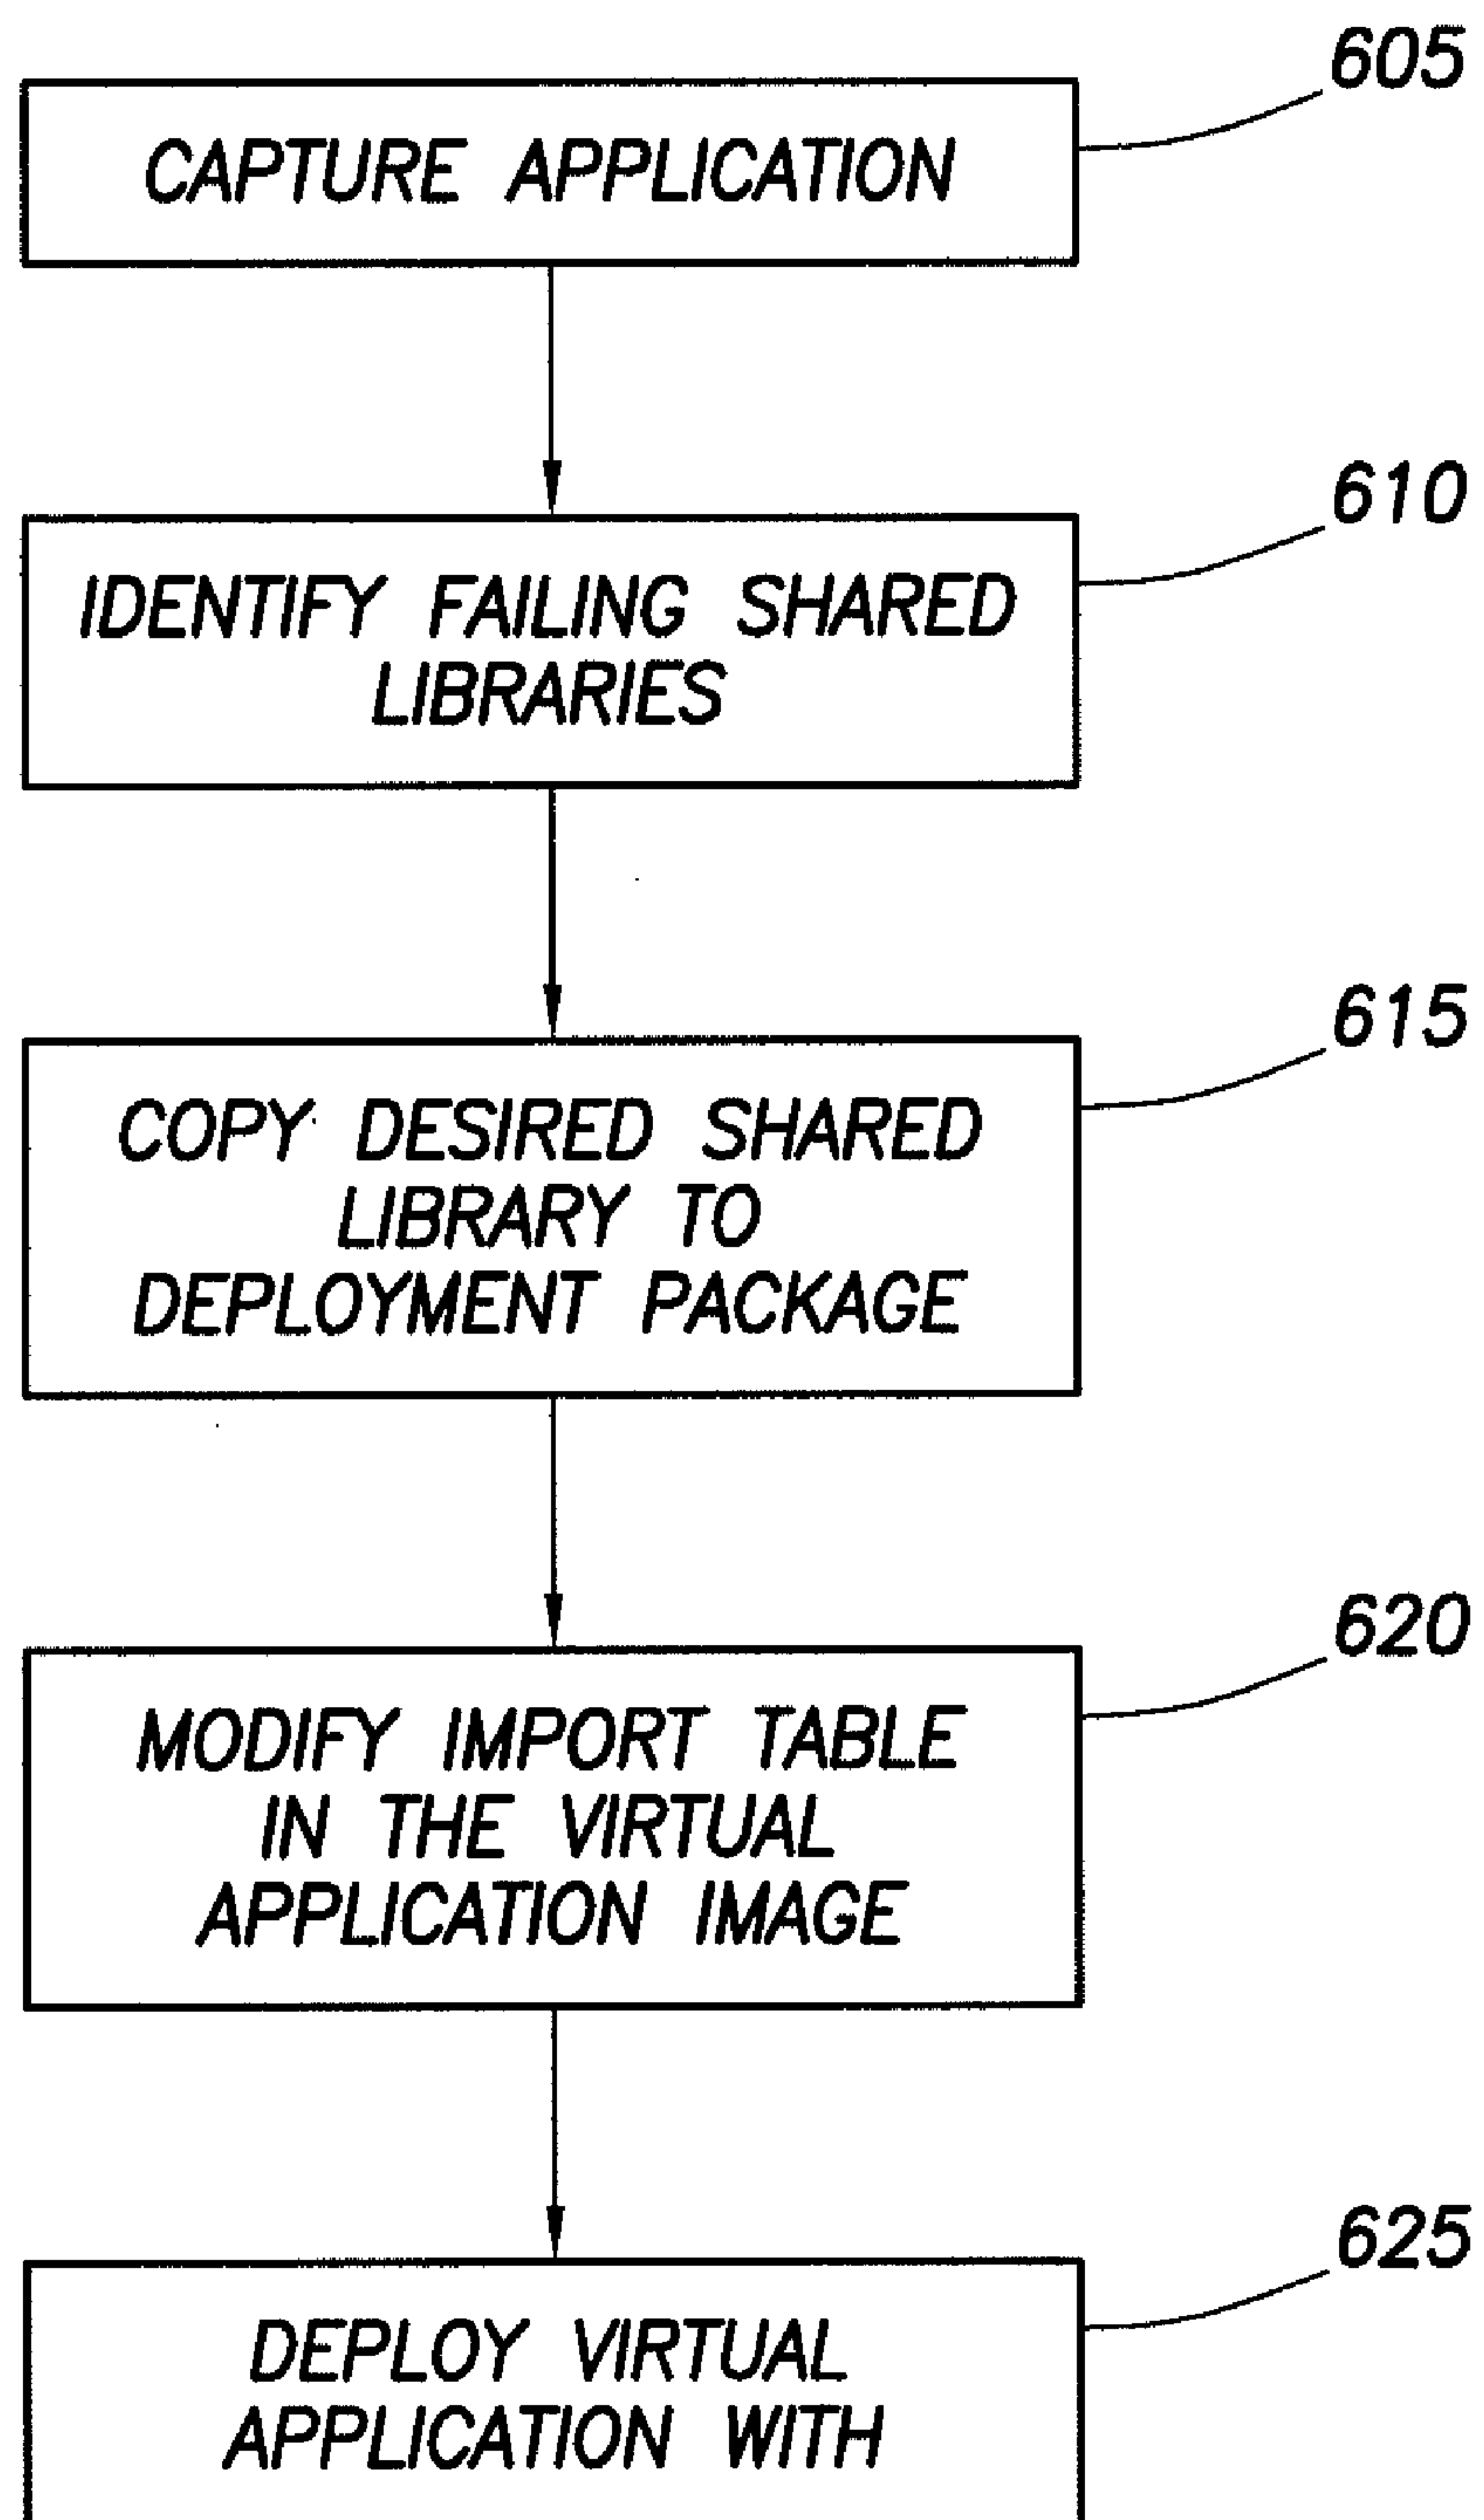 605
CAPTURE APPLICATION
610
IDENTIFY FAILING SHARED
LIBRARIES
615
COPY DESIRED SHARED
LIBRARY TO
DEPLOYMENT PACKAGE
620
MODIFY IMPORT TABLE
IN THE VIRTUAL
APPLICATION IMAGE
625
DEPLOY VIRTUAL
APPLICATION WITH